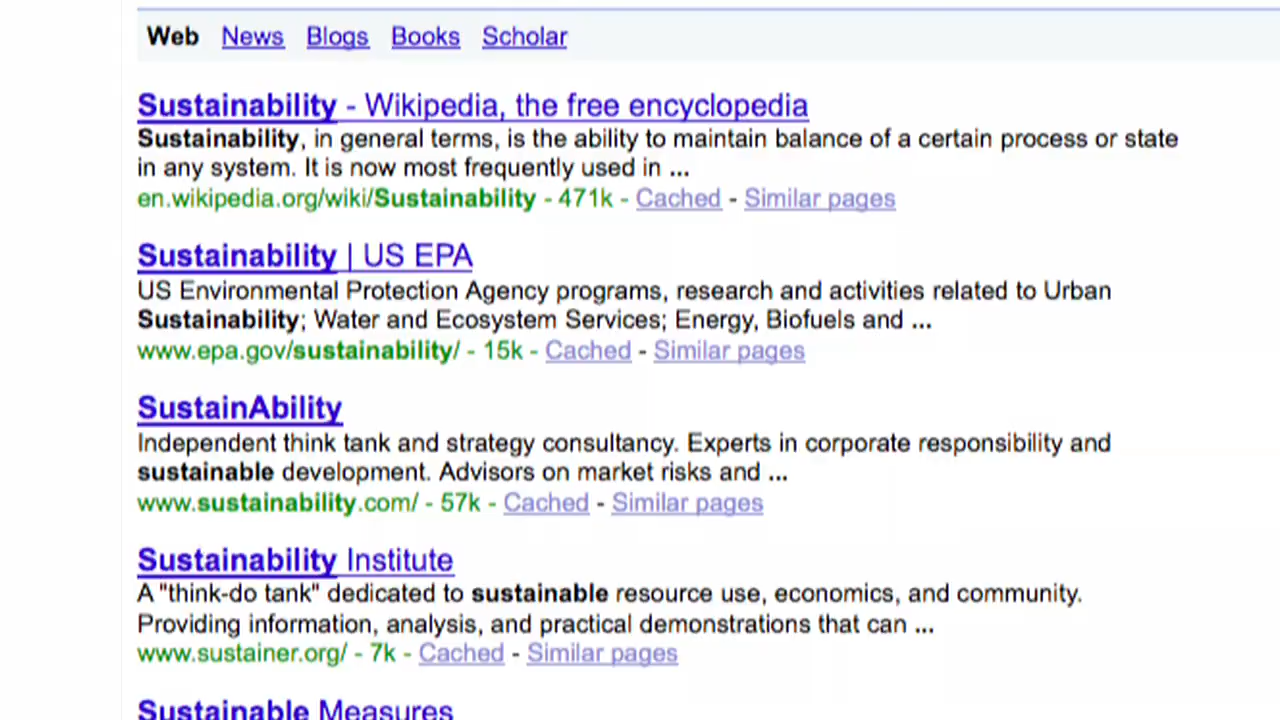 Web News Blogs Books Scholar
Sustainability - Wikipedia, the free encyclopedia
Sustainability, in general terms, is the ability to maintain balance of a certain process or state
in any system. It is now most frequently used in ...
en.wikipedia.org/wiki/Sustainability - 471k - Cached - Similar pages
Sustainability | US EPA
US Environmental Protection Agency programs, research and activities related to Urban
Sustainability; Water and Ecosystem Services; Energy, Biofuels and ...
www.epa.gov/sustainability/ - 15k - Cached - Similar pages
SustainAbility
Independent think tank and strategy consultancy. Experts in corporate responsibility and
sustainable development. Advisors on market risks and ...
www.sustainability.com/ - 57k - Cached - Similar pages
Sustainability Institute
A "think-do tank" dedicated to sustainable resource use, economics, and community.
Providing information, analysis, and practical demonstrations that can ...
www.sustainer.org/ - 7k - Cached - Similar pages
Sustainable Measures